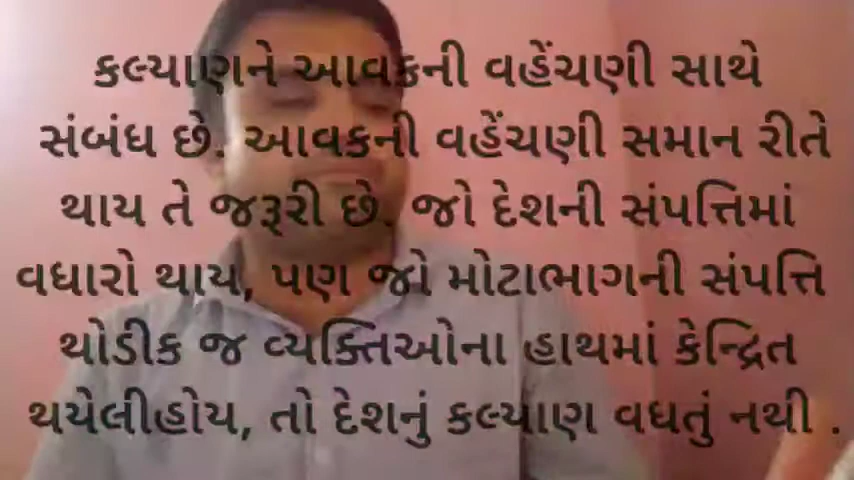 કલ્યાણને આવકની વહેંચણી સાથે
સંબંધ છે. આવકની વહેંચણી સમાન રીતે
થાય તે જરૂરી છે. જો દેશની સંપત્તિમાં
વધારો થાય, પણ જો મોટાભાગની સંપત્તિ
થોડીક જ વ્યક્તિઓના હાથમાં કેન્દ્રિત
થયેલીહોય, તો દેશનું કલ્યાણ વધતું નથી .